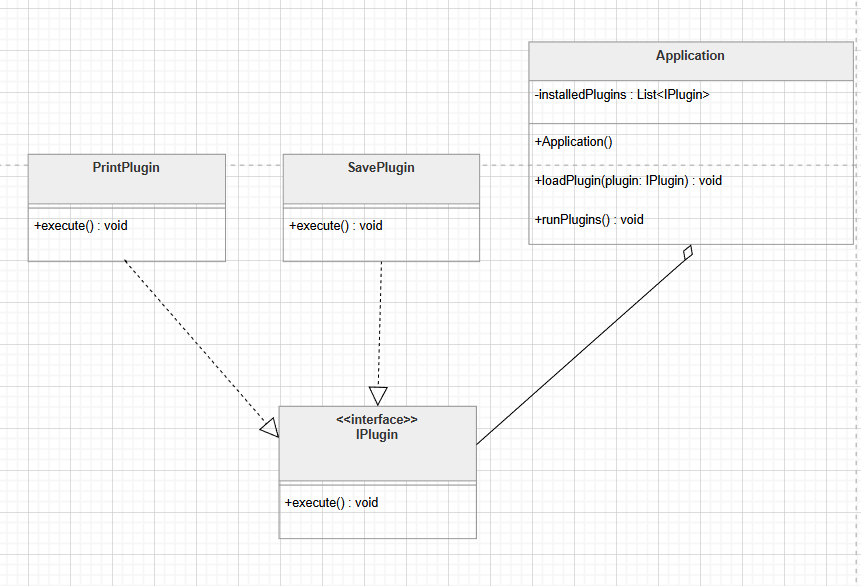 Application
-installedPlugins : List<IPlugin>
+Application()
+loadPlugin(plugin: IPlugin) : void
+runPlugins() : void
PrintPlugin
+execute() : void
SavePlugin
+execute() : void
<<interface>>
IPlugin
+execute() : void